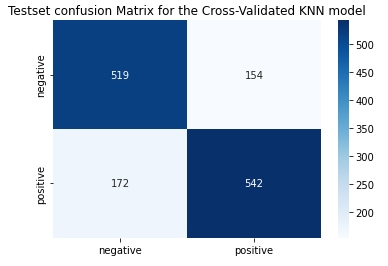 Testset confusion Matrix for the Cross-Validated KNN model
negative
519
154
positive
172
542
negative
positive
500
450
400
350
300
250
200